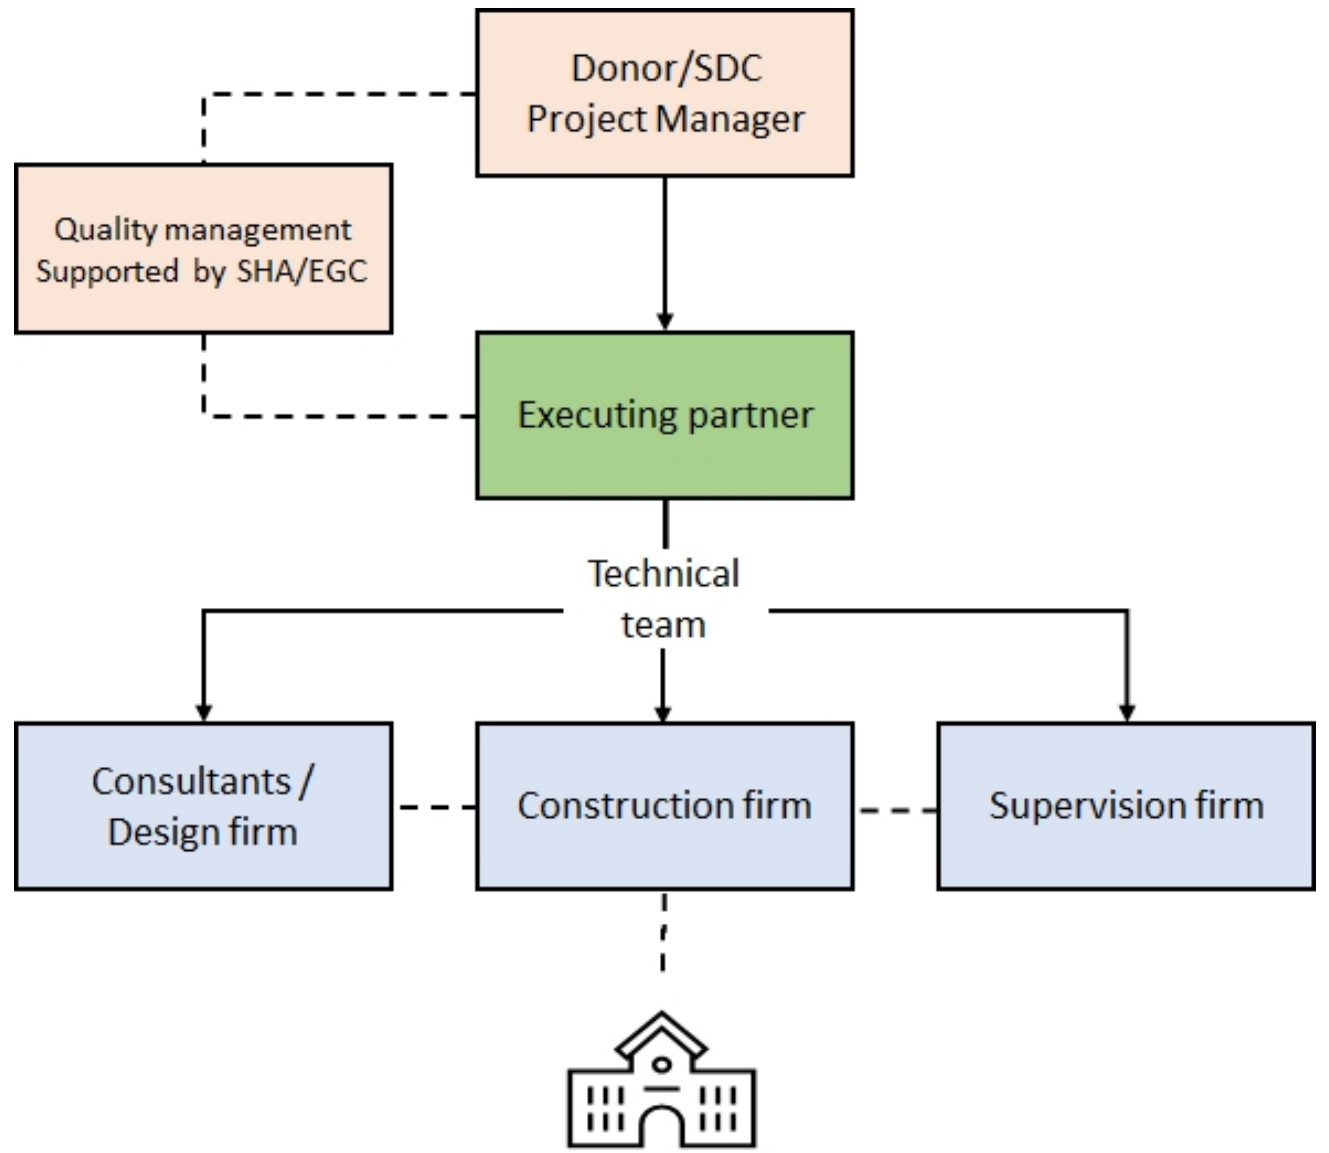 Donor/SDC
Project Manager
Quality management
Supported by SHA/EGC
Executing partner
Technical
team
Consultants /
Design firm
Construction firm
Supervision firm